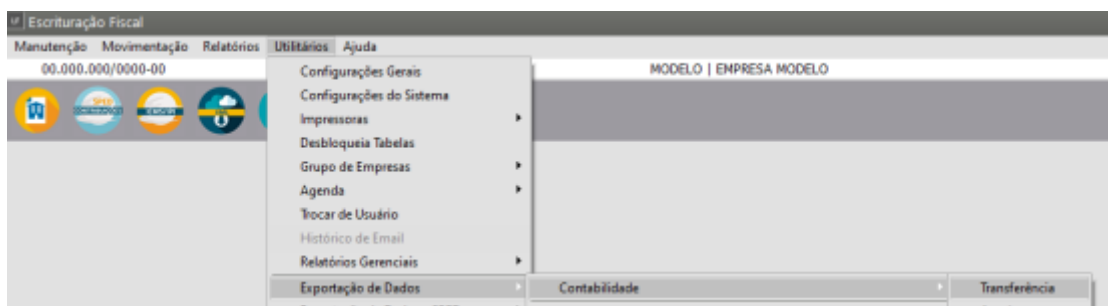 Escrituração Fiscal
Manutenção Movimentação Relatórios Utilitários Ajuda
00.000.000/0000-00 MODELO | EMPRESA MODELO
Configurações Gerais
Configurações do Sistema
Impressoras
Desbloqueia Tabelas
Grupo de Empresas
Agenda
Trocar de Usuário
Histórico de Email
Relatórios Gerenciais
Exportação de Dados Contabilidade Transferência